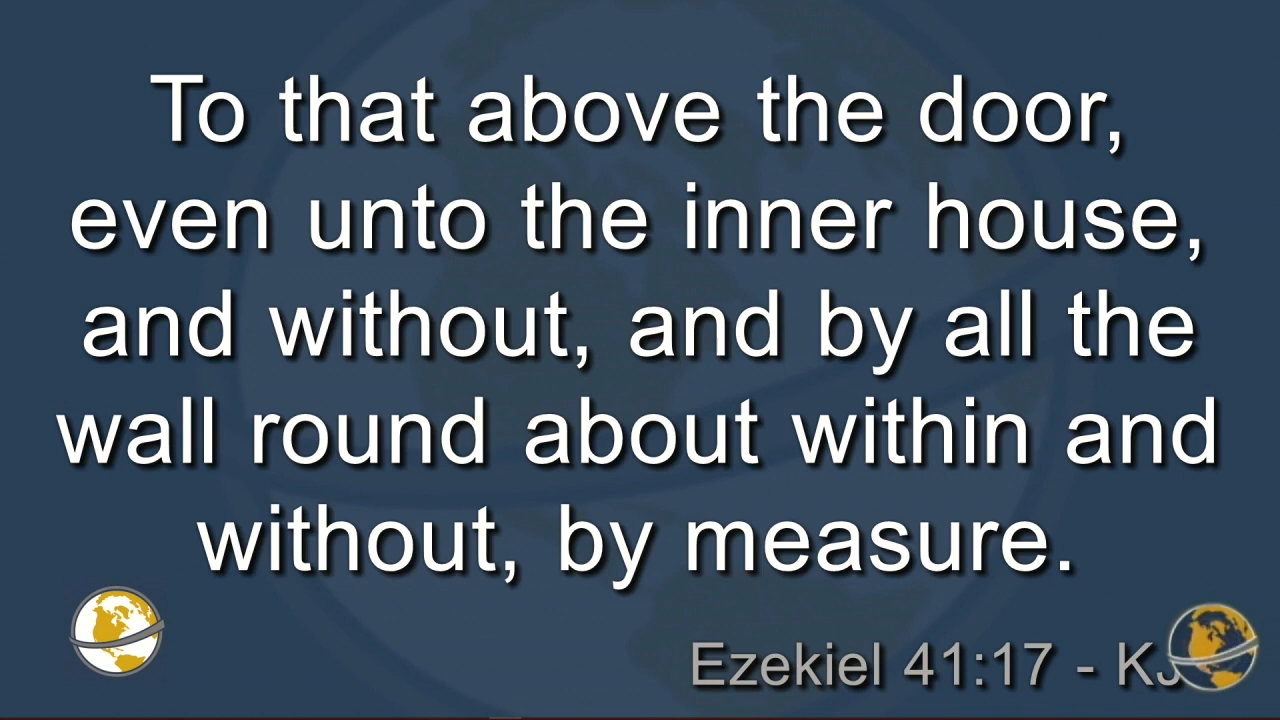 To that above the door,
even unto the inner house,
and without, and by all the
wall round about within and
without, by measure.
Ezekiel 41:17 - KJ